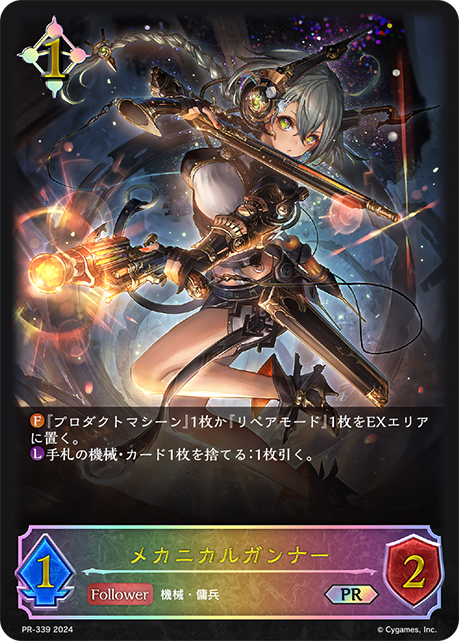 1
Ⓕ『プロダクトマシーン』1枚か『リペアモード』1枚をEXエリア
に置く。
Ⓛ手札の機械・カード1枚を捨てる：1枚引く。
メカニカルガンナー
1
2
Follower 機械・傭兵 PR
PR-339 2024 © Cygames, Inc.